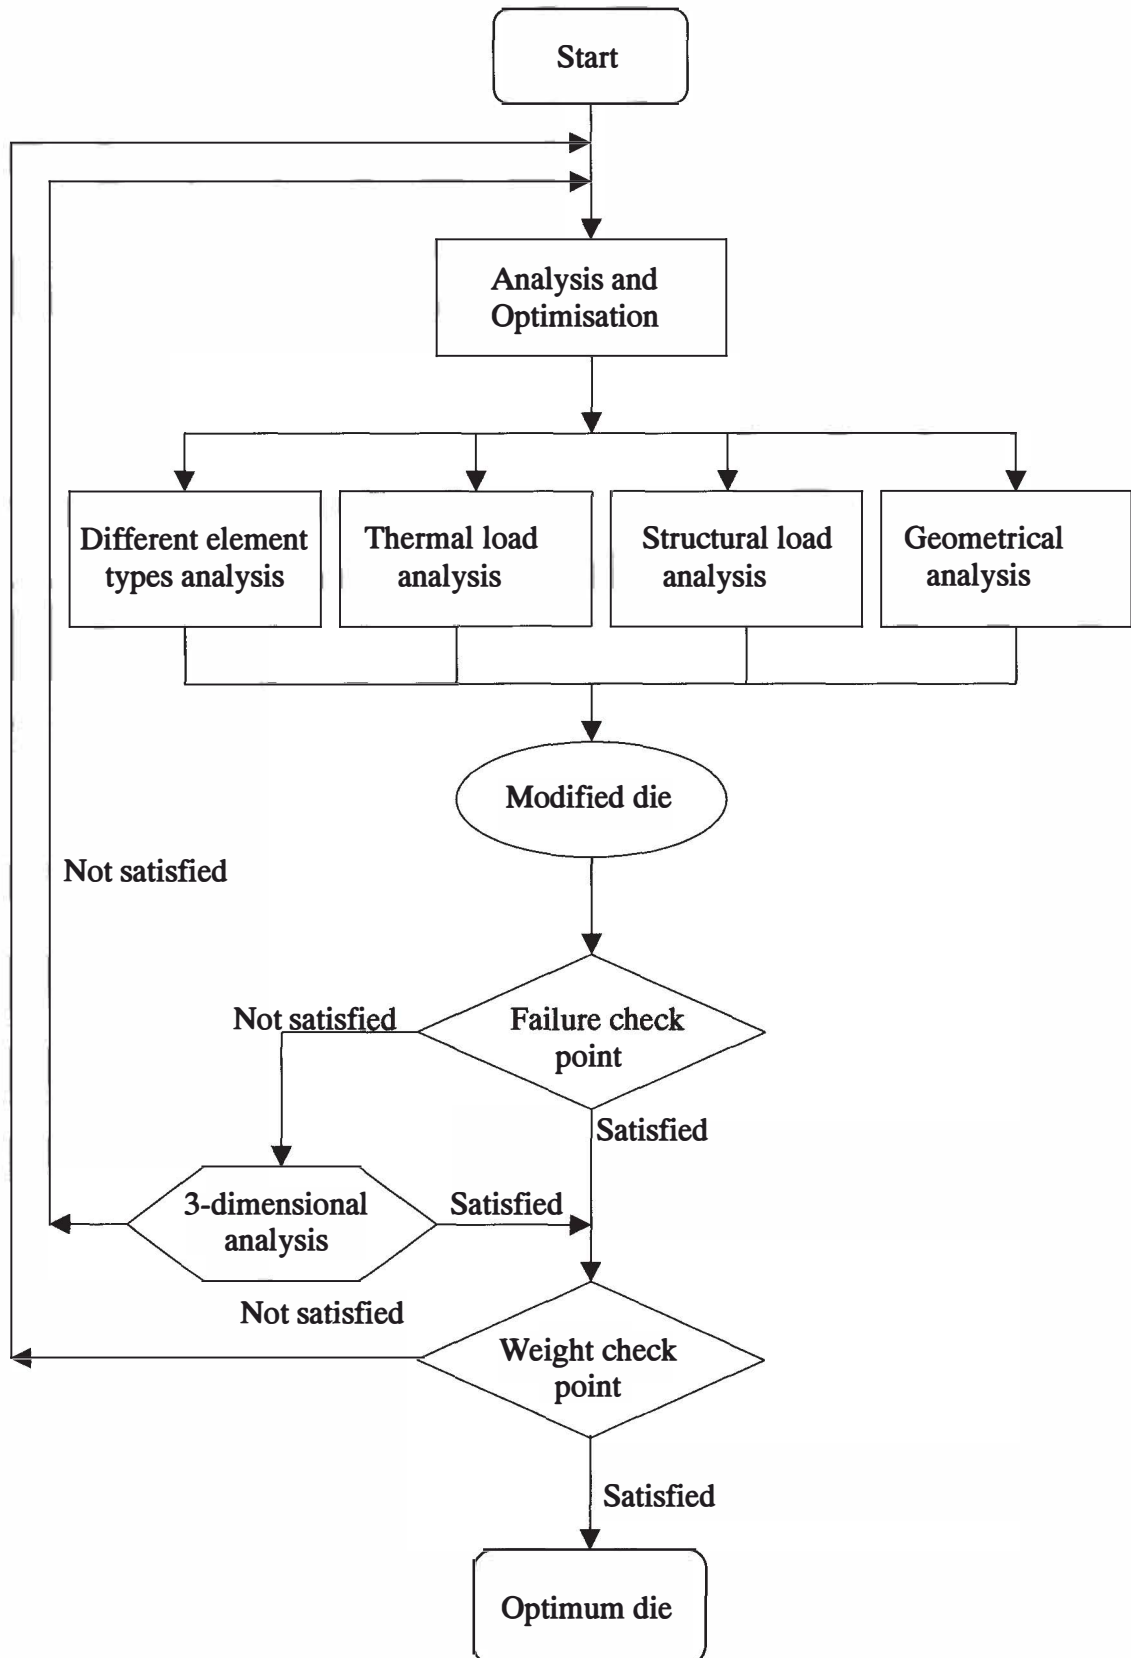 Start
Analysis and
Optimisation
Different element
types analysis
Thermal load
analysis
Structural load
analysis
Geometrical
analysis
Modified die
Not satisfied
Not satisfied
Failure check
point
Satisfied
3-dimensional
analysis
Satisfied
Not satisfied
Weight check
point
Satisfied
Optimum die